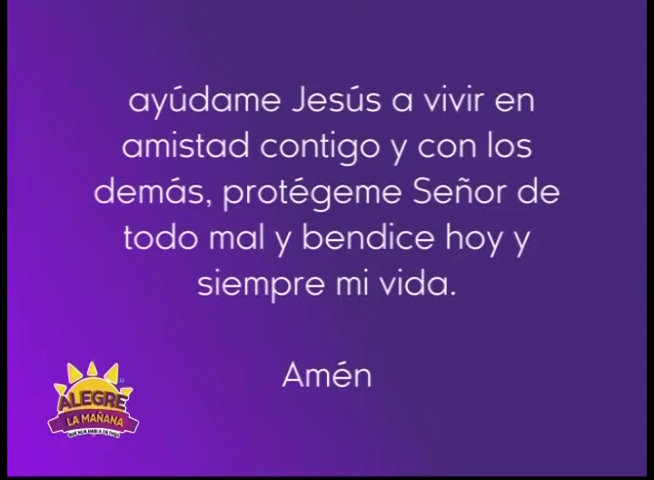 ayúdame Jesús a vivir en
amistad contigo y con los
demás, protégeme Señor de
todo mal y bendice hoy y
siempre mi vida.
Amén
ALEGRE
LA MAÑANA